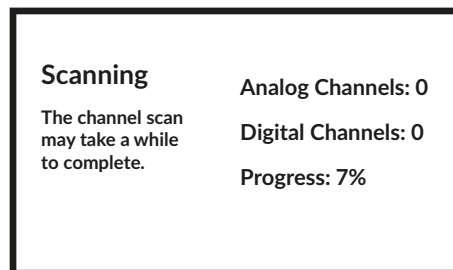 Scanning
The channel scan
may take a while
to complete.
Analog Channels: 0
Digital Channels: 0
Progress: 7%